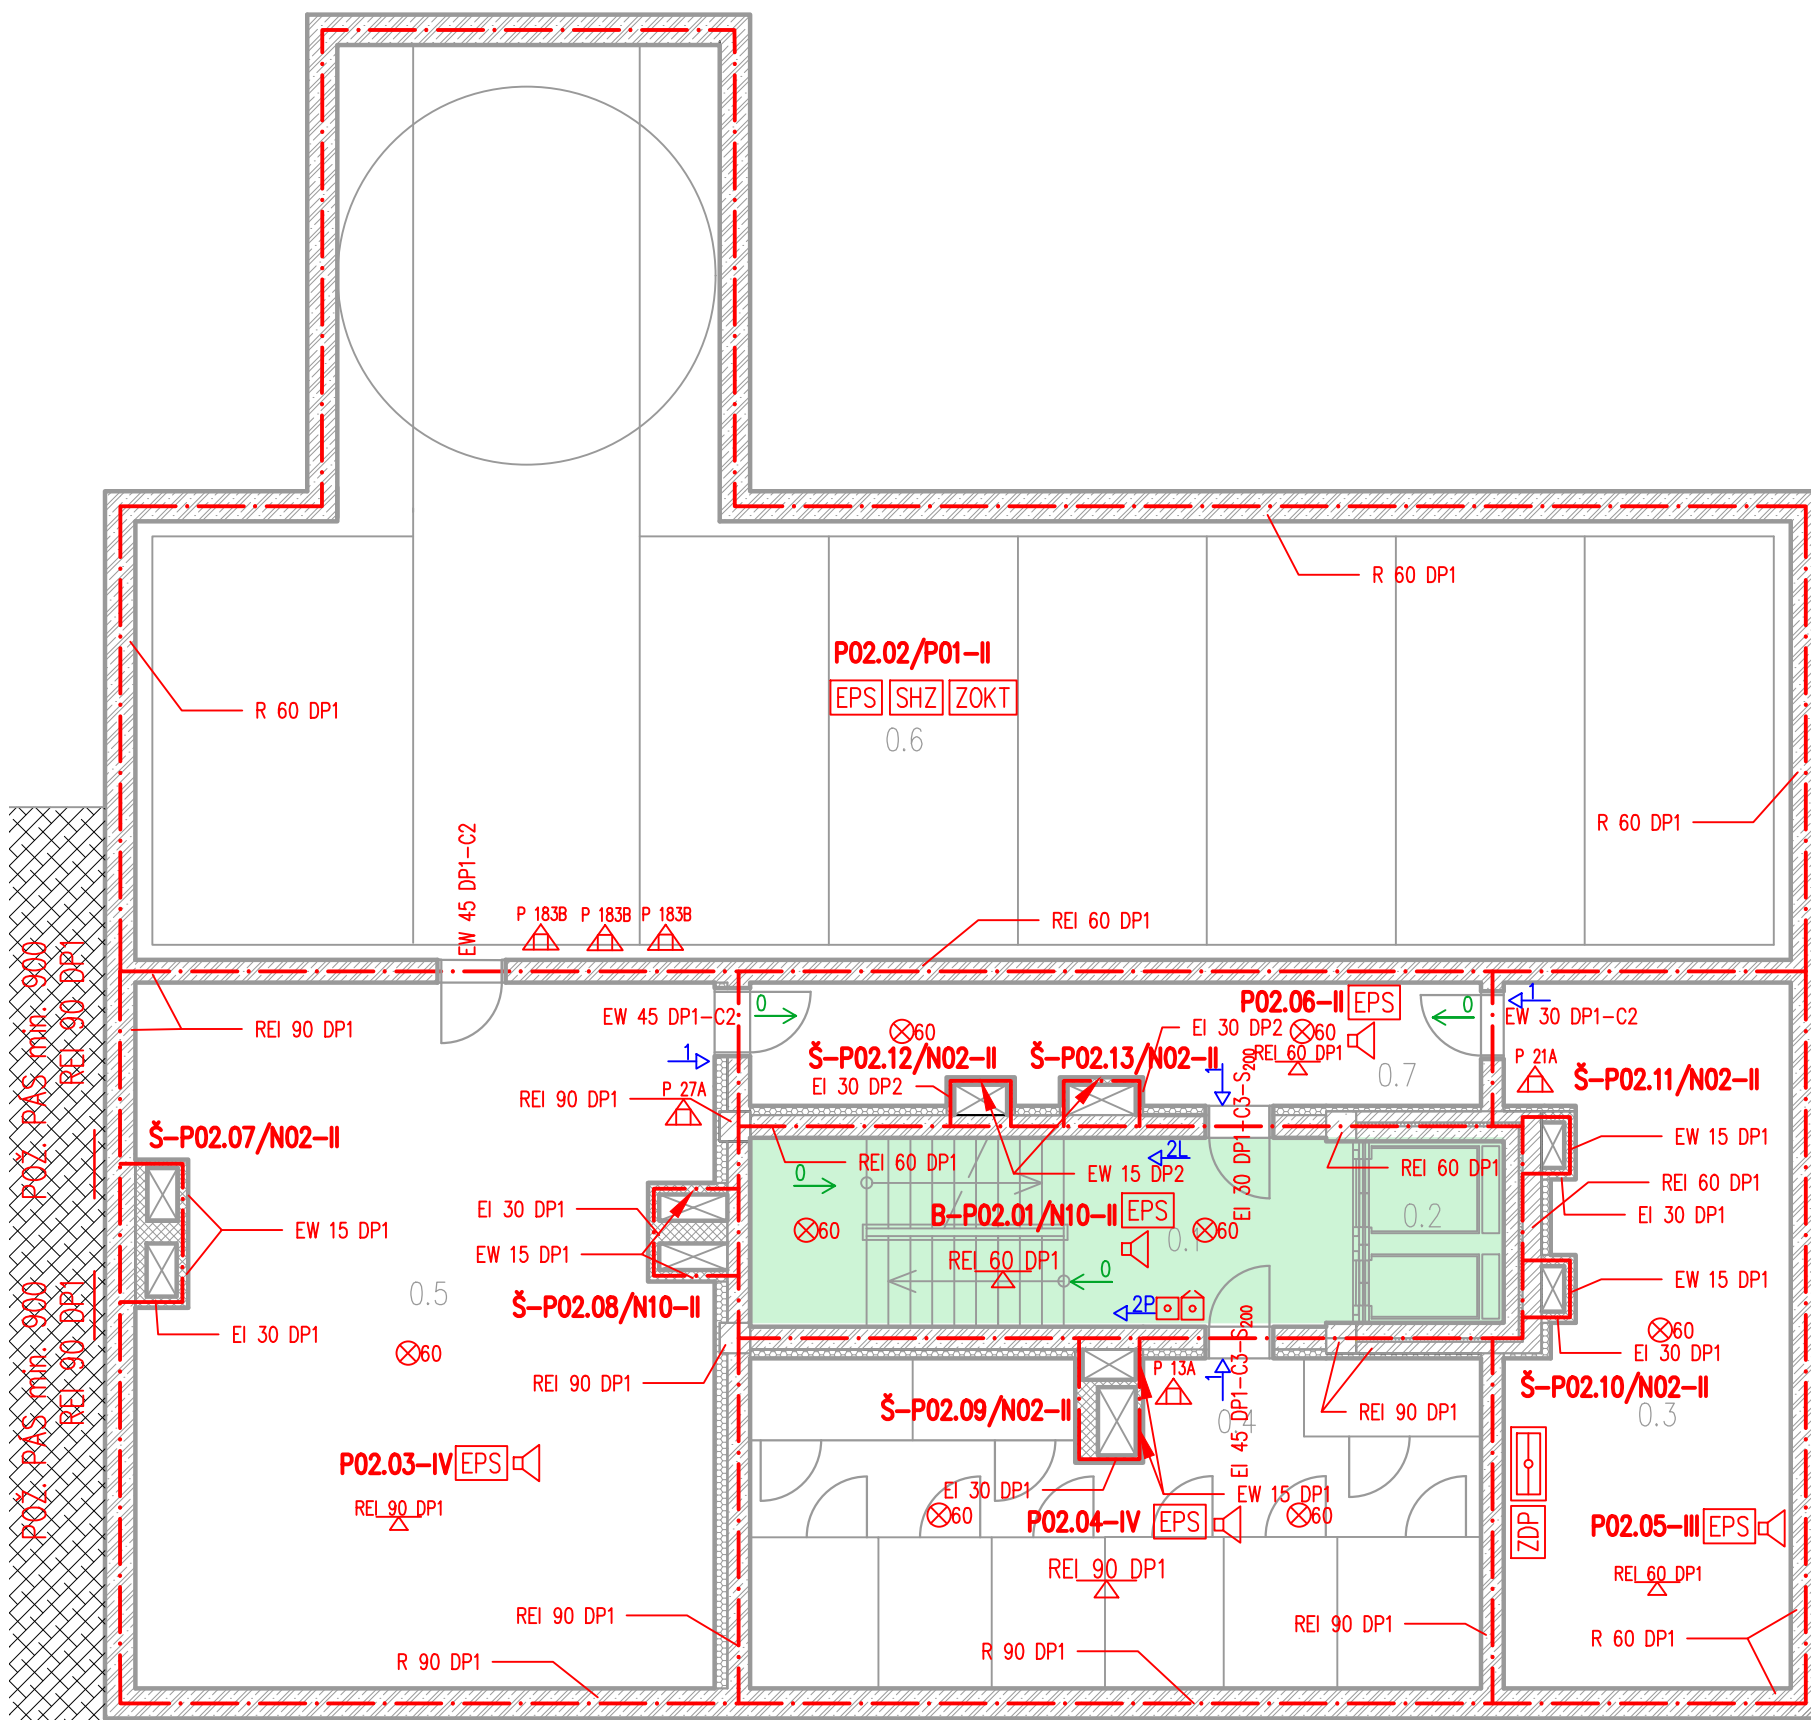 R 60 DP1
P02.02/P01-II
EPS SHZ ZOKT
0.6
R 60 DP1
R 60 DP1
EW 45 DP1-C2
P 183B P 183B P 183B
REI 60 DP1
POŽ. PÁS min. 900
REI 90 DP1
REI 90 DP1
EW 45 DP1-C2
0
60
P02.06-II EPS
60
0
1
EW 30 DP1-C2
EI 30 DP2
REI 60 DP1
1
Š-P02.12/N02-II
Š-P02.13/N02-II
0.7
P 21A
Š-P02.11/N02-II
EI 30 DP2
1
REI 90 DP1
P 27A
EI 30 DP1-C3-S200
Š-P02.07/N02-II
EW 15 DP1
REI 60 DP1
2L
EW 15 DP2
REI 60 DP1
0
REI 60 DP1
EI 30 DP1
EI 30 DP1
B-P02.01/N10-II EPS
60
60
0.2
EW 15 DP1
EW 15 DP1
0.1
REI 60 DP1
0
EW 15 DP1
0.5
Š-P02.08/N10-II
2P
EI 30 DP1
60
60
EI 30 DP1
POŽ. PÁS min. 900
REI 90 DP1
REI 90 DP1
P 13A
1
EI 45 DP1-C3-S200
Š-P02.10/N02-II
Š-P02.09/N02-II
0.4
REI 90 DP1
0.3
P02.03-IV EPS
EI 30 DP1
EW 15 DP1
REI 90 DP1
60
P02.04-IV EPS
60
ZDP
P02.05-III EPS
REI 90 DP1
REI 60 DP1
REI 90 DP1
REI 90 DP1
R 90 DP1
R 90 DP1
R 60 DP1